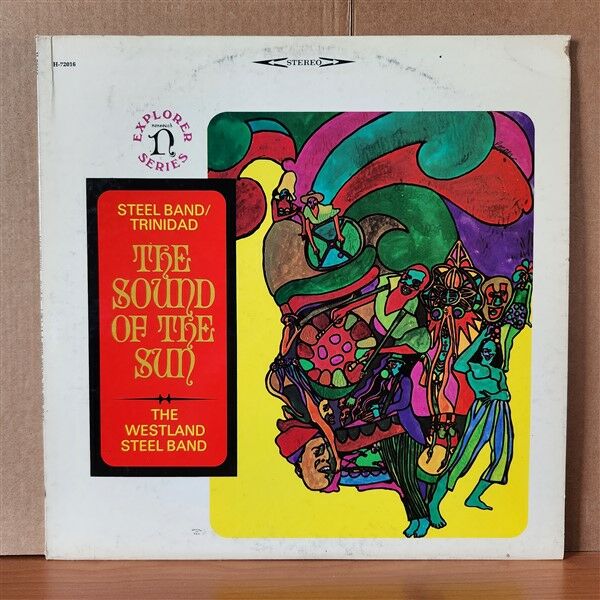 H-72016
STEREO
EXPLORER
nonesuch
n
SERIES
STEEL BAND/
TRINIDAD
THE
SOUND
OF THE
SUN
THE
WESTLAND
STEEL BAND